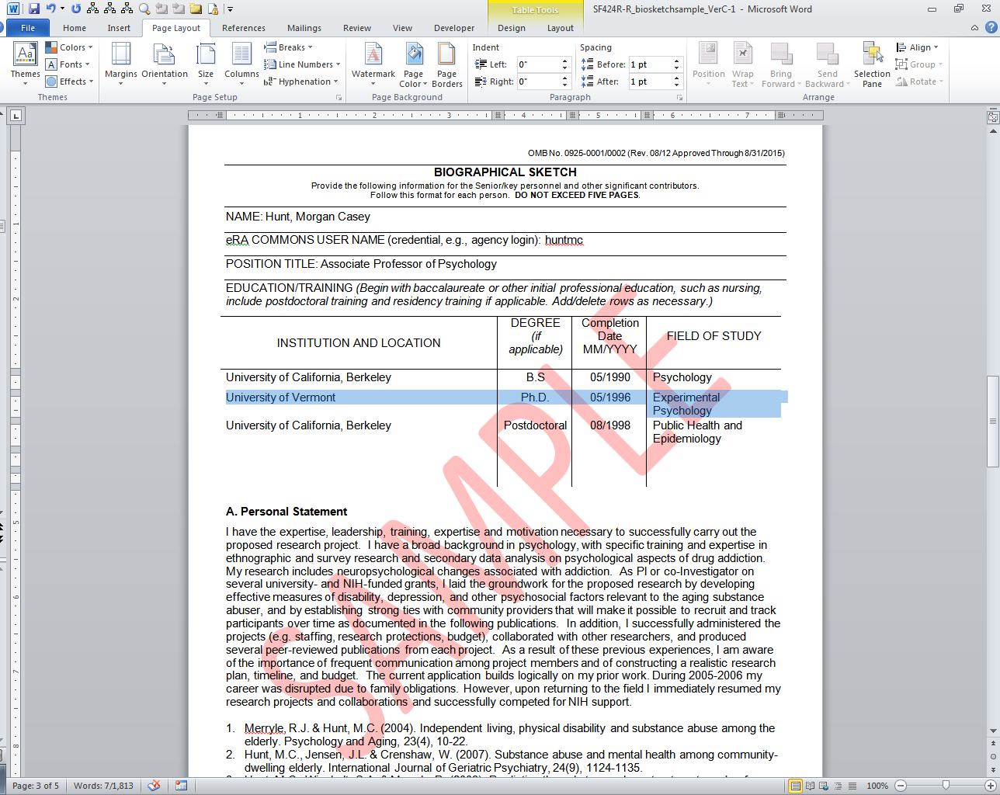 Table Tools
SF424R-R_biosketchsample_VerC-1 - Microsoft Word
File Home Insert Page Layout References Mailings Review View Developer Design Layout
Themes
Colors
Fonts
Effects
Themes
Margins Orientation Size Columns
Breaks
Line Numbers
Hyphenation
Page Setup
Watermark Page Color Page Borders
Page Background
Indent
Left: 0"
Right: 0"
Spacing
Before: 1 pt
After: 1 pt
Paragraph
Position Wrap Text Bring Forward Send Backward Selection Pane
Align
Group
Rotate
Arrange
1 2 3 4 5 6 7
OMB No. 0925-0001/0002 (Rev. 08/12 Approved Through 8/31/2015)
BIOGRAPHICAL SKETCH
Provide the following information for the Senior/key personnel and other significant contributors.
Follow this format for each person. DO NOT EXCEED FIVE PAGES.
NAME: Hunt, Morgan Casey
eRA COMMONS USER NAME (credential, e.g., agency login): huntmc
POSITION TITLE: Associate Professor of Psychology
EDUCATION/TRAINING (Begin with baccalaureate or other initial professional education, such as nursing,
include postdoctoral training and residency training if applicable. Add/delete rows as necessary.)
INSTITUTION AND LOCATION
DEGREE
(if
applicable)
Completion
Date
MM/YYYY
FIELD OF STUDY
University of California, Berkeley B.S 05/1990 Psychology
University of Vermont Ph.D. 05/1996 Experimental
Psychology
University of California, Berkeley Postdoctoral 08/1998 Public Health and
Epidemiology
SAMPLE
A. Personal Statement
I have the expertise, leadership, training, expertise and motivation necessary to successfully carry out the
proposed research project. I have a broad background in psychology, with specific training and expertise in
ethnographic and survey research and secondary data analysis on psychological aspects of drug addiction.
My research includes neuropsychological changes associated with addiction. As PI or co-Investigator on
several university- and NIH-funded grants, I laid the groundwork for the proposed research by developing
effective measures of disability, depression, and other psychosocial factors relevant to the aging substance
abuser, and by establishing strong ties with community providers that will make it possible to recruit and track
participants over time as documented in the following publications. In addition, I successfully administered the
projects (e.g. staffing, research protections, budget), collaborated with other researchers, and produced
several peer-reviewed publications from each project. As a result of these previous experiences, I am aware
of the importance of frequent communication among project members and of constructing a realistic research
plan, timeline, and budget. The current application builds logically on my prior work. During 2005-2006 my
career was disrupted due to family obligations. However, upon returning to the field I immediately resumed my
research projects and collaborations and successfully competed for NIH support.
1. Merryle, R.J. & Hunt, M.C. (2004). Independent living, physical disability and substance abuse among the
elderly. Psychology and Aging, 23(4), 10-22.
2. Hunt, M.C., Jensen, J.L. & Crenshaw, W. (2007). Substance abuse and mental health among community-
dwelling elderly. International Journal of Geriatric Psychiatry, 24(9), 1124-1135.
Page: 3 of 5 Words: 7/1,813 100%